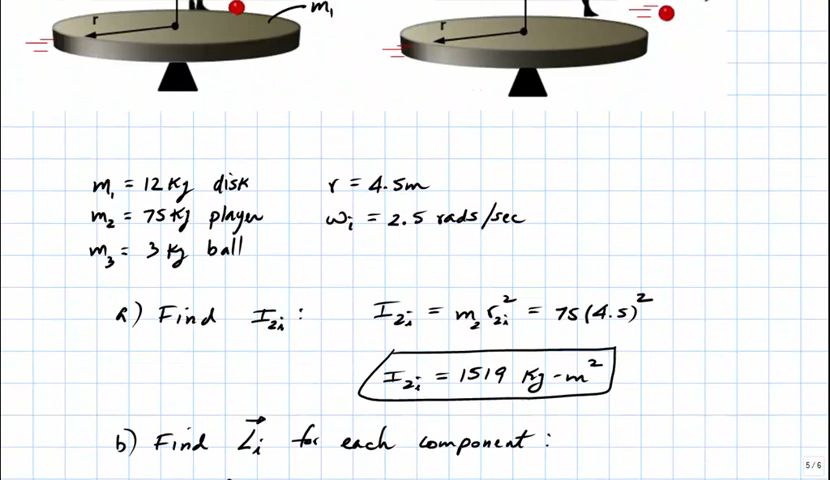 r
m₁
r
m₁ = 12 Kg disk
r = 4.5m
m₂ = 75 Kg player
ωᵢ = 2.5 rads/sec
m₃ = 3 Kg ball
a) Find I₂ᵢ : I₂ᵢ = m₂ r₂ᵢ² = 75(4.5)²
I₂ᵢ = 1519 Kg-m²
b) Find L⃗ᵢ for each component :
5/6